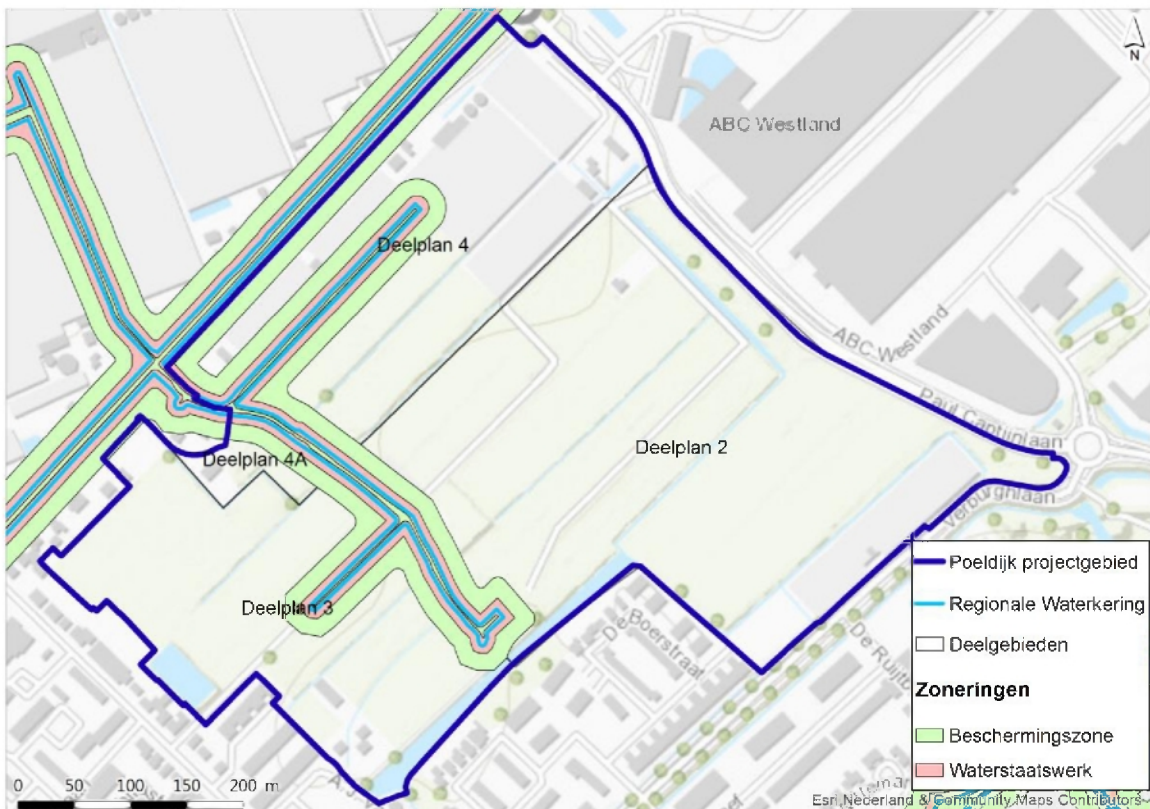 N
ABC Westland
Deelplan 4
ABC Westland
Paul Captijnlaan
Deelplan 2
Deelplan 4A
Verburghlaan
Poeldijk projectgebied
Regionale Waterkering
Deelgebieden
Zoneringen
Beschermingszone
Waterstaatswerk
Deelplan 3
De Boerstraat
De Ruijt
0 50 100 150 200 m
Esri Nederland & Community Maps Contributors